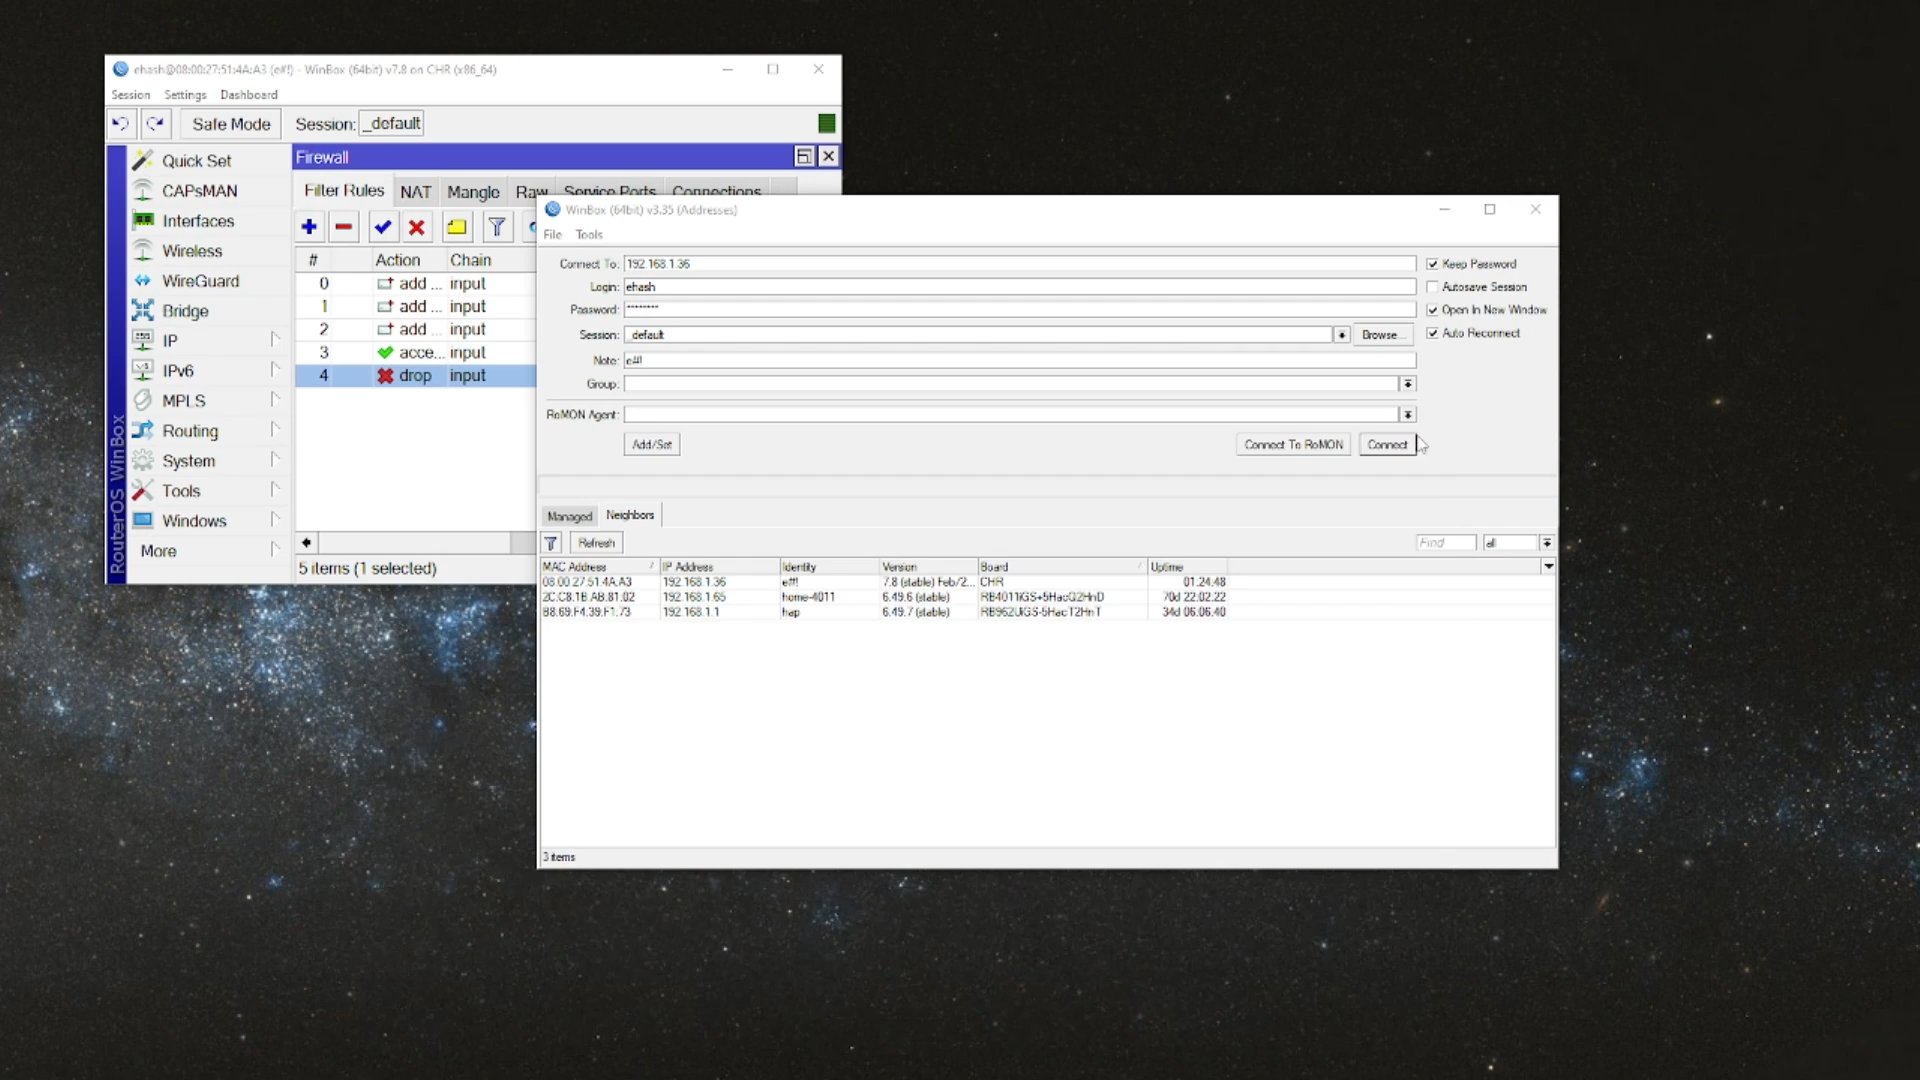 ehash@08:00:27:51:4A:A3 (e#!) - WinBox (64bit) v7.8 on CHR (x86_64)
Session Settings Dashboard
Safe Mode Session: _default
Quick Set
CAPsMAN
Interfaces
Wireless
WireGuard
Bridge
IP
IPv6
MPLS
Routing
System
Tools
Windows
More
RouterOS WinBox
Firewall
Filter Rules NAT Mangle Raw Service Ports Connections
# Action Chain
0 add ... input
1 add ... input
2 add ... input
3 acce... input
4 drop input
5 items (1 selected)
WinBox (64bit) v3.35 (Addresses)
File Tools
Connect To: 192.168.1.36 Keep Password
Login: ehash Autosave Session
Password: ******** Open In New Window
Session: _default Browse... Auto Reconnect
Note: e#!
Group:
RoMON Agent:
Add/Set Connect To RoMON Connect
Managed Neighbors
Refresh Find all
MAC Address IP Address Identity Version Board Uptime
08:00:27:51:4A:A3 192.168.1.36 e#! 7.8 (stable) Feb/2... CHR 01:24:48
2C:C8:1B:AB:81:02 192.168.1.65 home-4011 6.49.6 (stable) RB4011iGS+5HacQ2HnD 70d 22:02:22
B8:69:F4:39:F1:73 192.168.1.1 hap 6.49.7 (stable) RB962UiGS-5HacT2HnT 34d 06:06:40
3 items